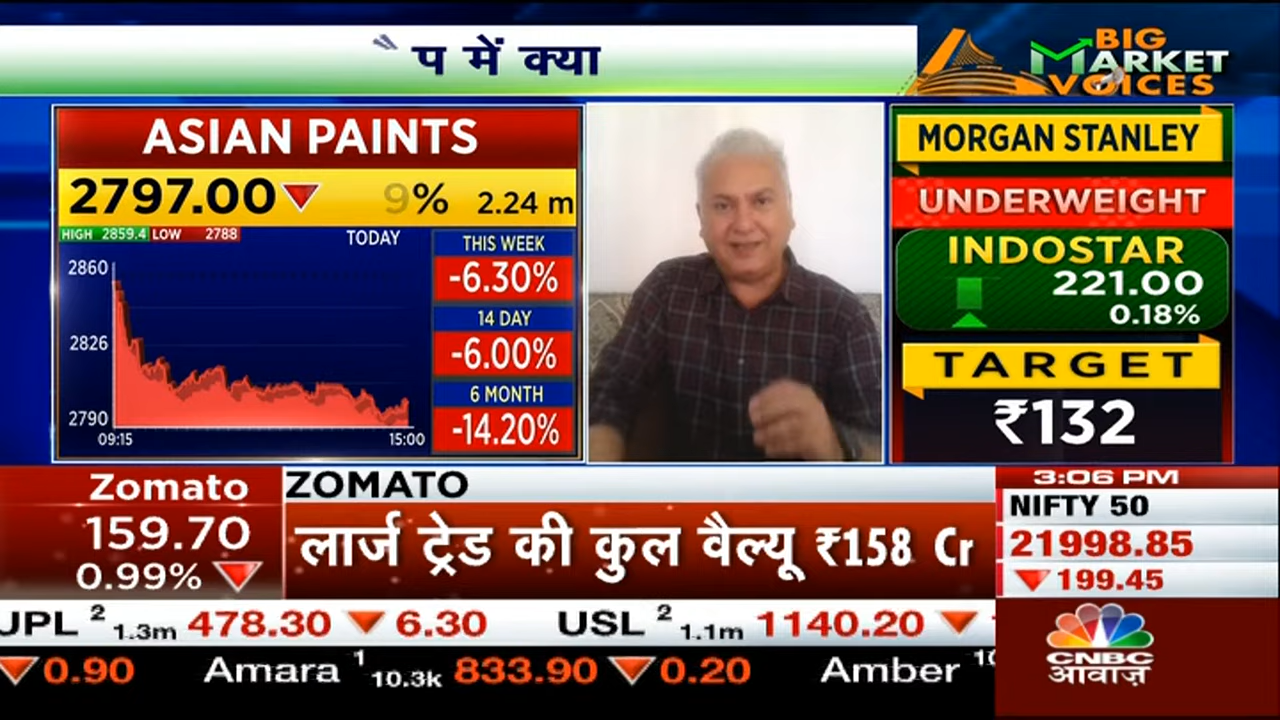 प में क्या
BIG
MARKET
VOICES
ASIAN PAINTS
2797.00 9% 2.24 m
HIGH 2859.4 LOW 2788 TODAY
2860
2826
2790
09:15 15:00
THIS WEEK
-6.30%
14 DAY
-6.00%
6 MONTH
-14.20%
MORGAN STANLEY
UNDERWEIGHT
INDOSTAR
221.00
0.18%
TARGET
₹132
Zomato
159.70
0.99%
ZOMATO
लार्ज ट्रेड की कुल वैल्यू ₹158 Cr
3:06 PM
NIFTY 50
21998.85
199.45
JPL 2 1.3m 478.30 6.30 USL 2 1.1m 1140.20
0.90 Amara 1 10.3k 833.90 0.20 Amber
CNBC
आवाज़